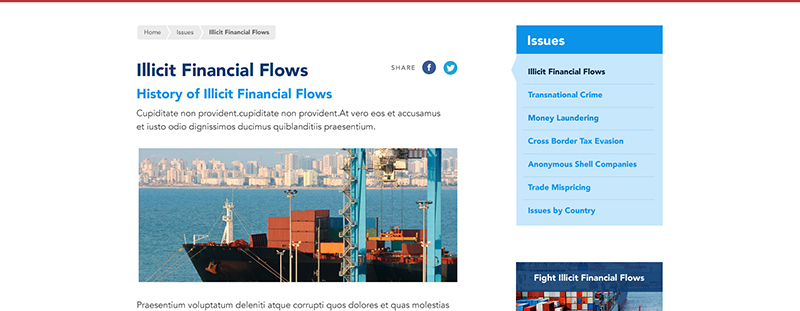 Home Issues Illicit Financial Flows
Illicit Financial Flows
SHARE
History of Illicit Financial Flows
Cupiditate non provident.cupiditate non provident.At vero eos et accusamus
et iusto odio dignissimos ducimus quiblanditiis praesentium.
Praesentium voluptatum deleniti atque corrupti quos dolores et quas molestias
Issues
Illicit Financial Flows
Transnational Crime
Money Laundering
Cross Border Tax Evasion
Anonymous Shell Companies
Trade Mispricing
Issues by Country
Fight Illicit Financial Flows